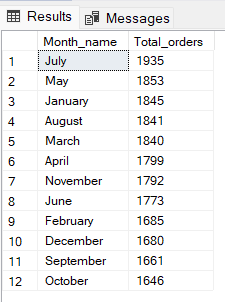 Results Messages
Month_name Total_orders
1 July 1935
2 May 1853
3 January 1845
4 August 1841
5 March 1840
6 April 1799
7 November 1792
8 June 1773
9 February 1685
10 December 1680
11 September 1661
12 October 1646